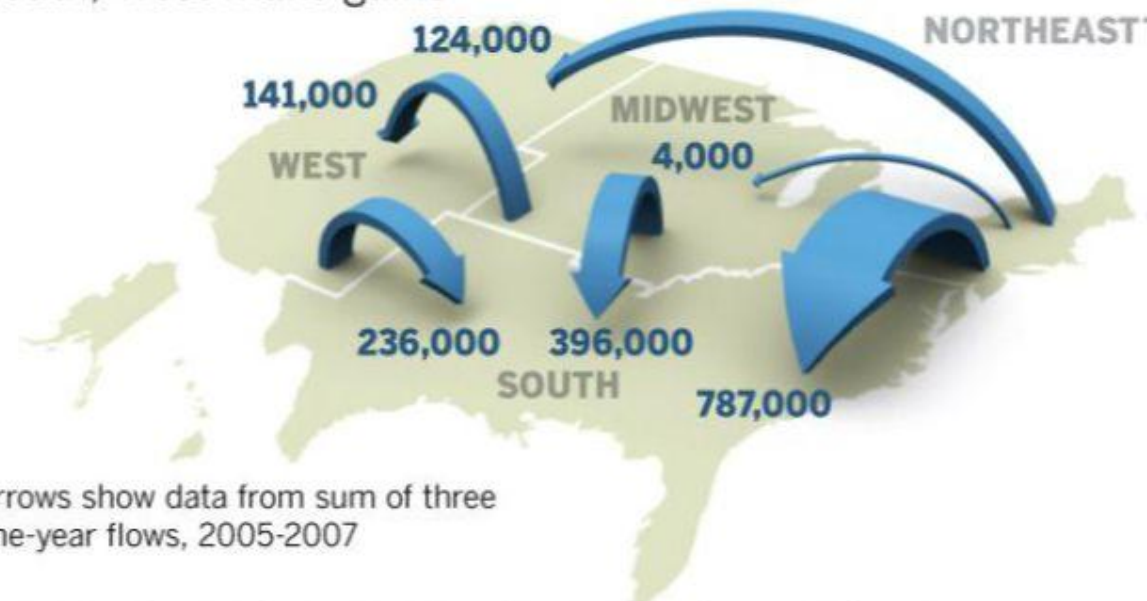 NORTHEAST
124,000
141,000
MIDWEST
4,000
WEST
236,000
396,000
SOUTH
787,000
rrows show data from sum of three
ne-year flows, 2005-2007